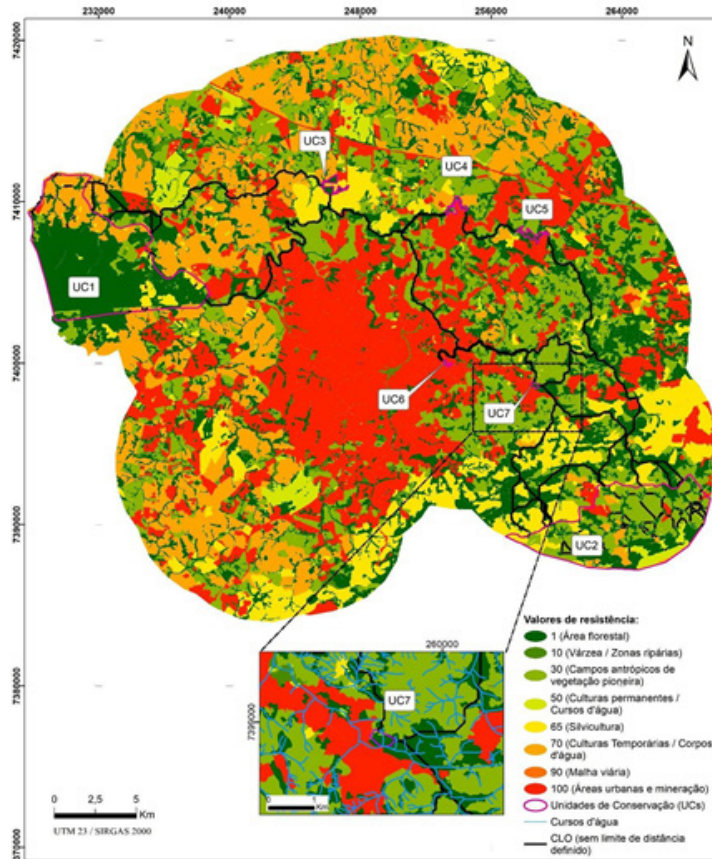 232000 240000 248000 256000 264000
7420000
7410000
7400000
7390000
7380000
7370000
N
UC3
UC4
UC5
UC1
UC6
UC7
UC2
260000
7399000
UC7
1
Km
0 2,5 5
Km
UTM 23 / SIRGAS 2000
Valores de resistência:
1 (Área florestal)
10 (Várzea / Zonas ripárias)
30 (Campos antrópicos de
vegetação pioneira)
50 (Culturas permanentes /
Cursos d'água)
65 (Silvicultura)
70 (Culturas Temporárias / Corpos
d'água)
90 (Malha viária)
100 (Áreas urbanas e mineração)
Unidades de Conservação (UCs)
Cursos d'água
CLO (sem limite de distância
definido)